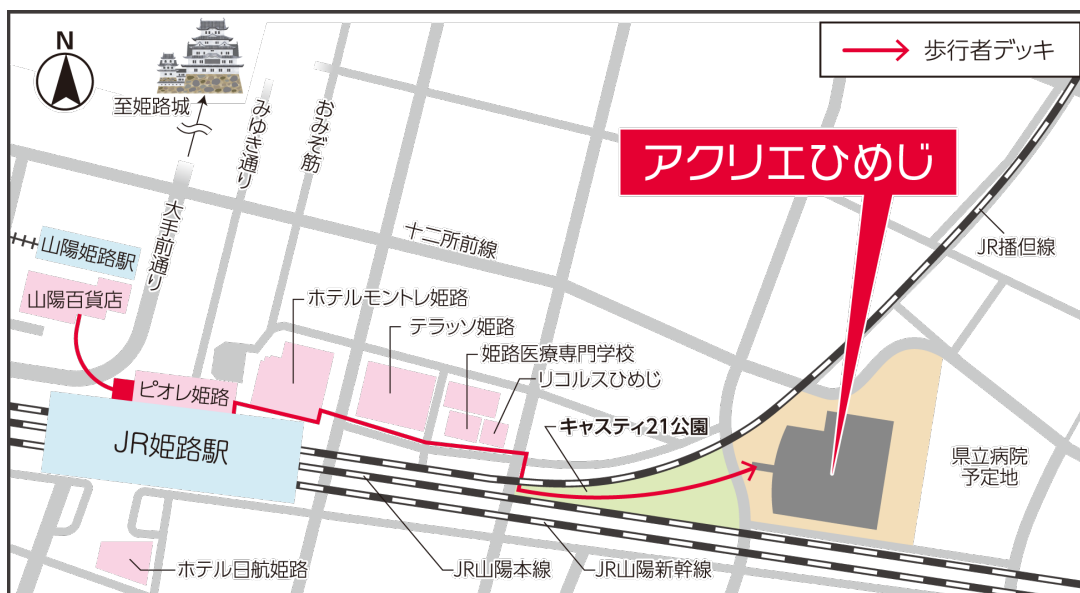 N
歩行者デッキ
至姫路城
みゆき通り
おみぞ筋
アクリエひめじ
大手前通り
十二所前線
JR播但線
山陽姫路駅
山陽百貨店
ホテルモントレ姫路
テラッソ姫路
姫路医療専門学校
リコルスひめじ
ピオレ姫路
キャスティ21公園
JR姫路駅
県立病院
予定地
ホテル日航姫路
JR山陽本線
JR山陽新幹線